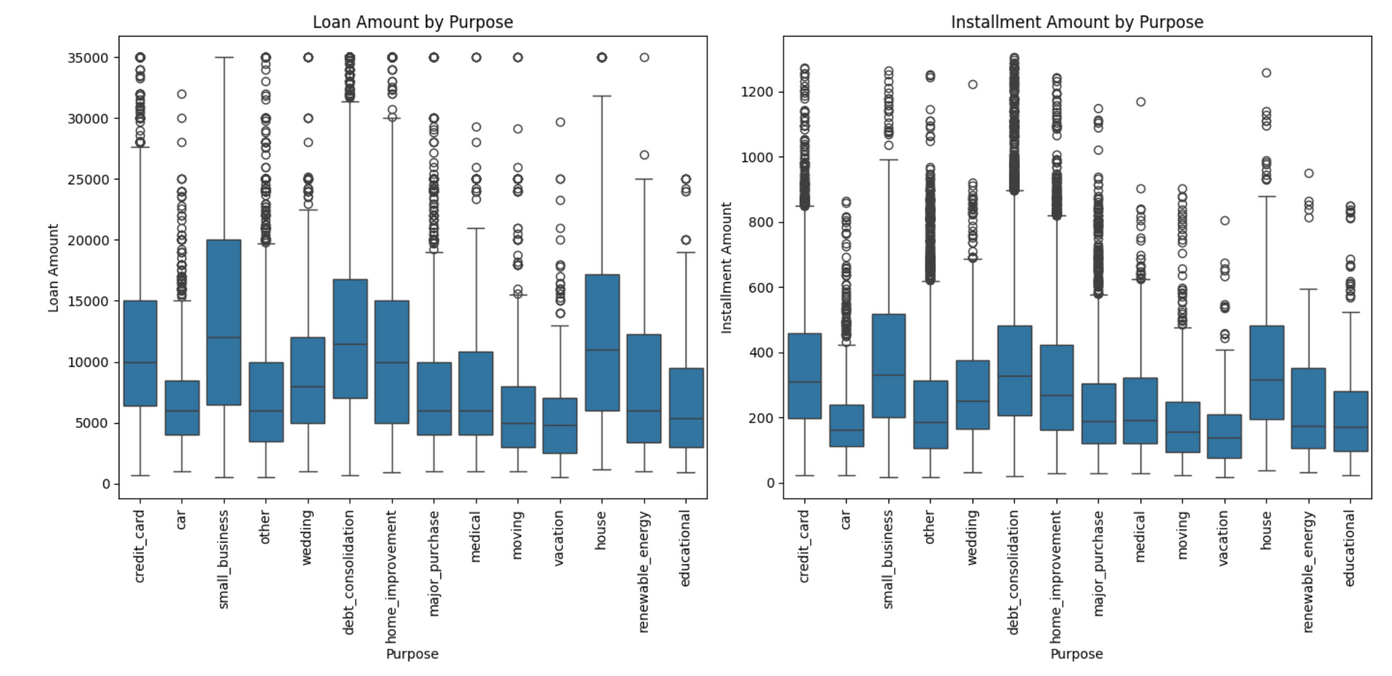 Loan Amount by Purpose
Loan Amount
35000
30000
25000
20000
15000
10000
5000
0
credit_card
car
small_business
other
wedding
debt_consolidation
home_improvement
major_purchase
medical
moving
vacation
house
renewable_energy
educational
Purpose
Installment Amount by Purpose
Installment Amount
1200
1000
800
600
400
200
0
credit_card
car
small_business
other
wedding
debt_consolidation
home_improvement
major_purchase
medical
moving
vacation
house
renewable_energy
educational
Purpose